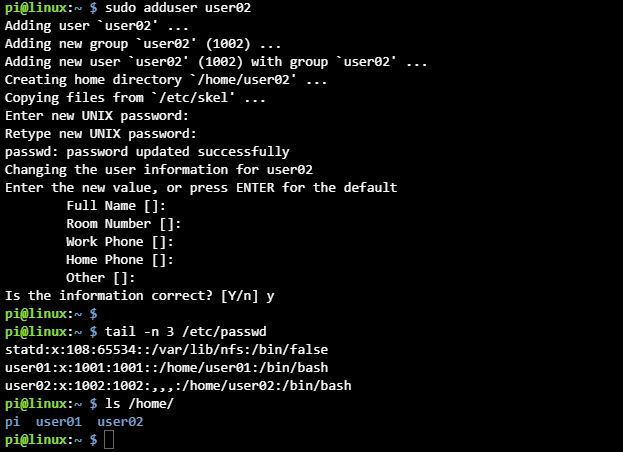 pi@linux:~ $ sudo adduser user02
Adding user `user02' ...
Adding new group `user02' (1002) ...
Adding new user `user02' (1002) with group `user02' ...
Creating home directory `/home/user02' ...
Copying files from `/etc/skel' ...
Enter new UNIX password:
Retype new UNIX password:
passwd: password updated successfully
Changing the user information for user02
Enter the new value, or press ENTER for the default
        Full Name []:
        Room Number []:
        Work Phone []:
        Home Phone []:
        Other []:
Is the information correct? [Y/n] y
pi@linux:~ $
pi@linux:~ $ tail -n 3 /etc/passwd
statd:x:108:65534::/var/lib/nfs:/bin/false
user01:x:1001:1001::/home/user01:/bin/bash
user02:x:1002:1002:,,,:/home/user02:/bin/bash
pi@linux:~ $ ls /home/
pi  user01  user02
pi@linux:~ $